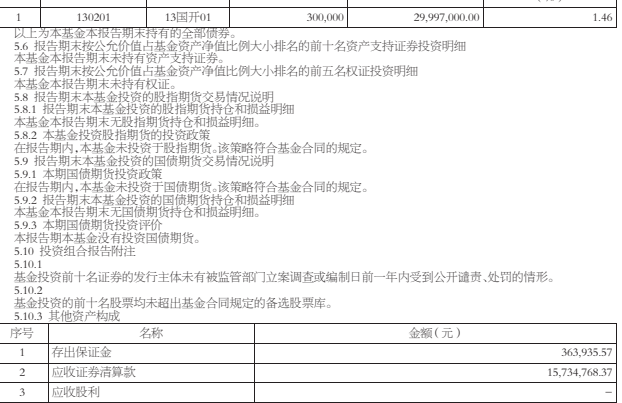 1 130201 13国开01 300,000 29,997,000.00 1.46
以上为本基金本报告期末持有的全部债券。
5.6 报告期末按公允价值占基金资产净值比例大小排名的前十名资产支持证券投资明细
本基金本报告期末未持有资产支持证券。
5.7 报告期末按公允价值占基金资产净值比例大小排名的前五名权证投资明细
本基金本报告期末未持有权证。
5.8 报告期末本基金投资的股指期货交易情况说明
5.8.1 报告期末本基金投资的股指期货持仓和损益明细
本基金本报告期末无股指期货持仓和损益明细。
5.8.2 本基金投资股指期货的投资政策
在报告期内,本基金未投资于股指期货。该策略符合基金合同的规定。
5.9 报告期末本基金投资的国债期货交易情况说明
5.9.1 本期国债期货投资政策
在报告期内,本基金未投资于国债期货。该策略符合基金合同的规定。
5.9.2 报告期末本基金投资的国债期货持仓和损益明细
本基金本报告期末无国债期货持仓和损益明细。
5.9.3 本期国债期货投资评价
本报告期本基金没有投资国债期货。
5.10 投资组合报告附注
5.10.1
基金投资前十名证券的发行主体未有被监管部门立案调查或编制日前一年内受到公开谴责、处罚的情形。
5.10.2
基金投资的前十名股票均未超出基金合同规定的备选股票库。
5.10.3 其他资产构成
序号 名称 金额(元)
1 存出保证金 363,935.57
2 应收证券清算款 15,734,768.37
3 应收股利 –